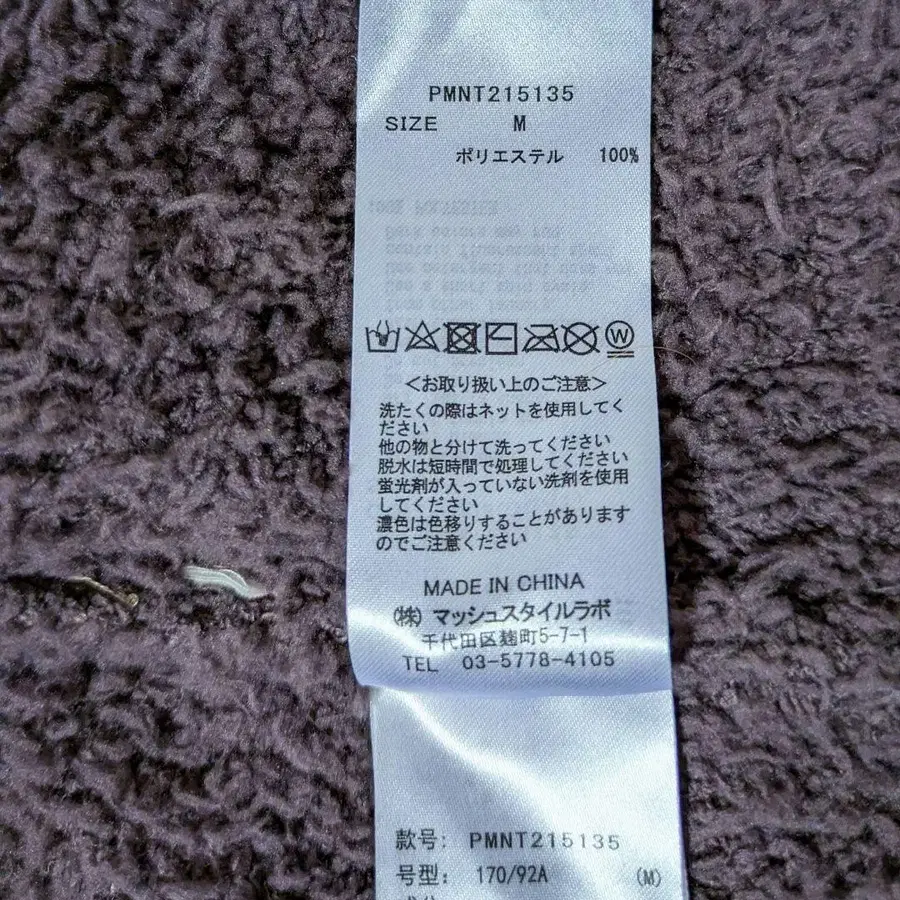 PMNT215135
SIZE M
ポリエステル 100%
W
＜お取り扱い上のご注意＞
洗たくの際はネットを使用してく
ださい
他の物と分けて洗ってください
脱水は短時間で処理してください
蛍光剤が入っていない洗剤を使用
してください
濃色は色移りすることがあります
のでご注意ください
MADE IN CHINA
㈱ マッシュスタイルラボ
千代田区麹町5-7-1
TEL 03-5778-4105
款号: PMNT215135
号型: 170/92A (M)